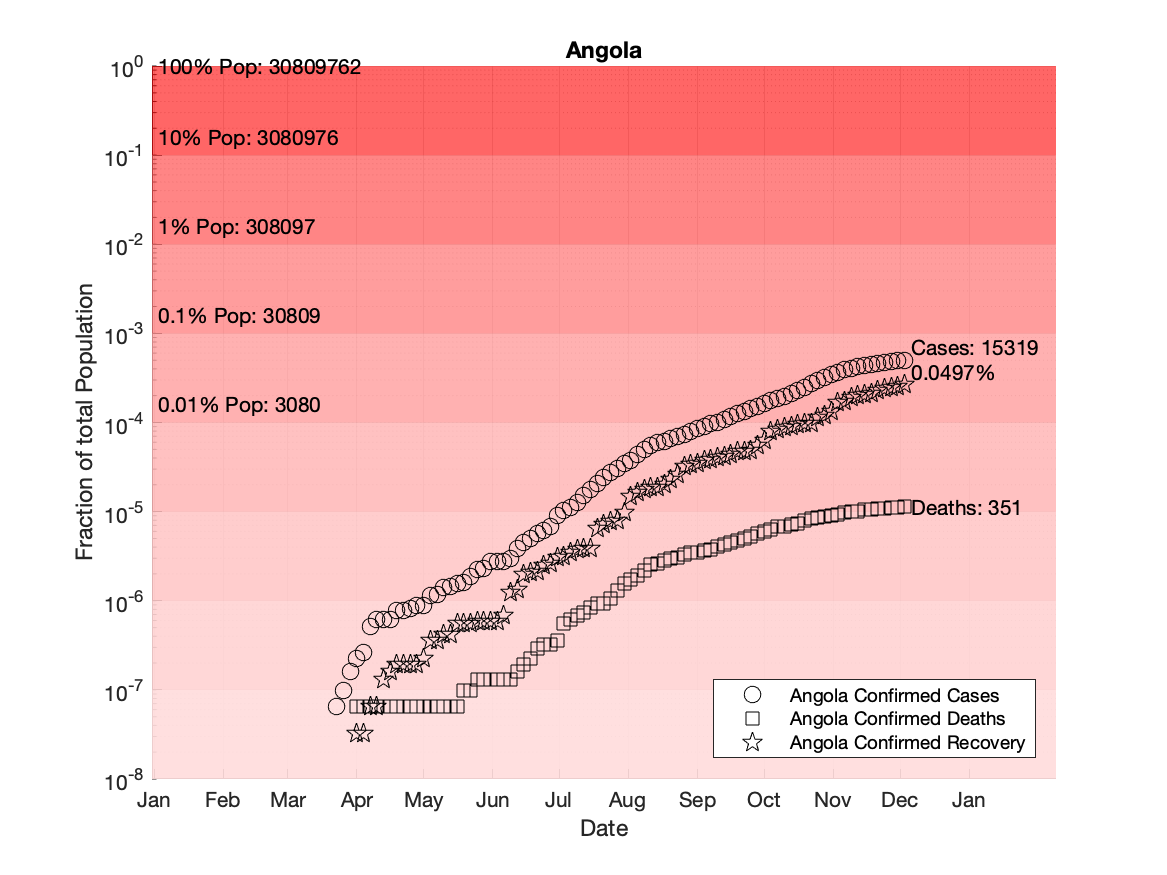 Angola
10^0
100% Pop: 30809762
10% Pop: 3080976
10^-1
1% Pop: 308097
10^-2
0.1% Pop: 30809
10^-3
Cases: 15319
0.0497%
0.01% Pop: 3080
10^-4
Deaths: 351
10^-5
10^-6
10^-7
10^-8
Fraction of total Population
Angola Confirmed Cases
Angola Confirmed Deaths
Angola Confirmed Recovery
Jan Feb Mar Apr May Jun Jul Aug Sep Oct Nov Dec Jan
Date